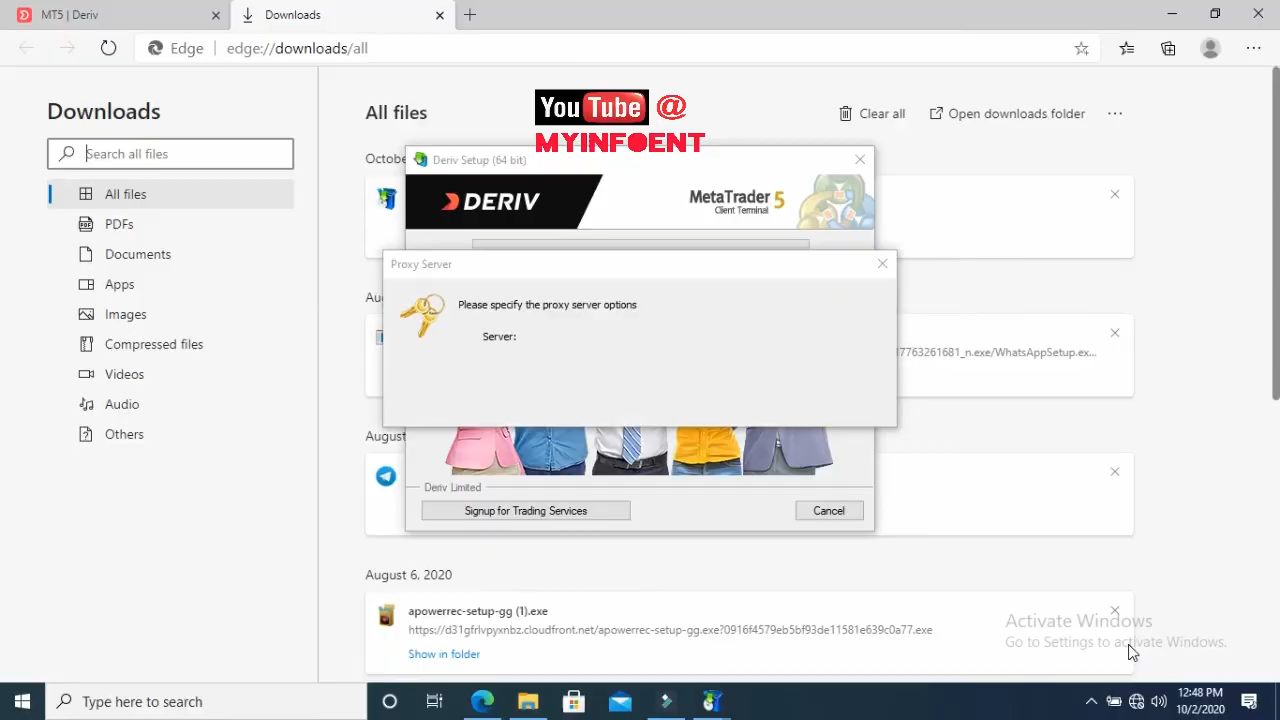 MT5 | Deriv
Downloads
Edge
edge://downloads/all
Downloads
Search all files
All files
PDFs
Documents
Apps
Images
Compressed files
Videos
Audio
Others
All files
Clear all
Open downloads folder
YouTube @
MYINFOENT
Deriv Setup (64 bit)
DERIV
MetaTrader 5
Client Terminal
Proxy Server
Please specify the proxy server options
Server:
17763261681_n.exe/WhatsAppSetup.ex...
August
Deriv Limited
Signup for Trading Services
Cancel
August 6, 2020
apowerrec-setup-gg (1).exe
https://d31gfrlvpyxnbz.cloudfront.net/apowerrec-setup-gg.exe?0916f4579eb5bf93de11581e639c0a77.exe
Show in folder
Activate Windows
Go to Settings to activate Windows.
Type here to search
12:48 PM
10/2/2020